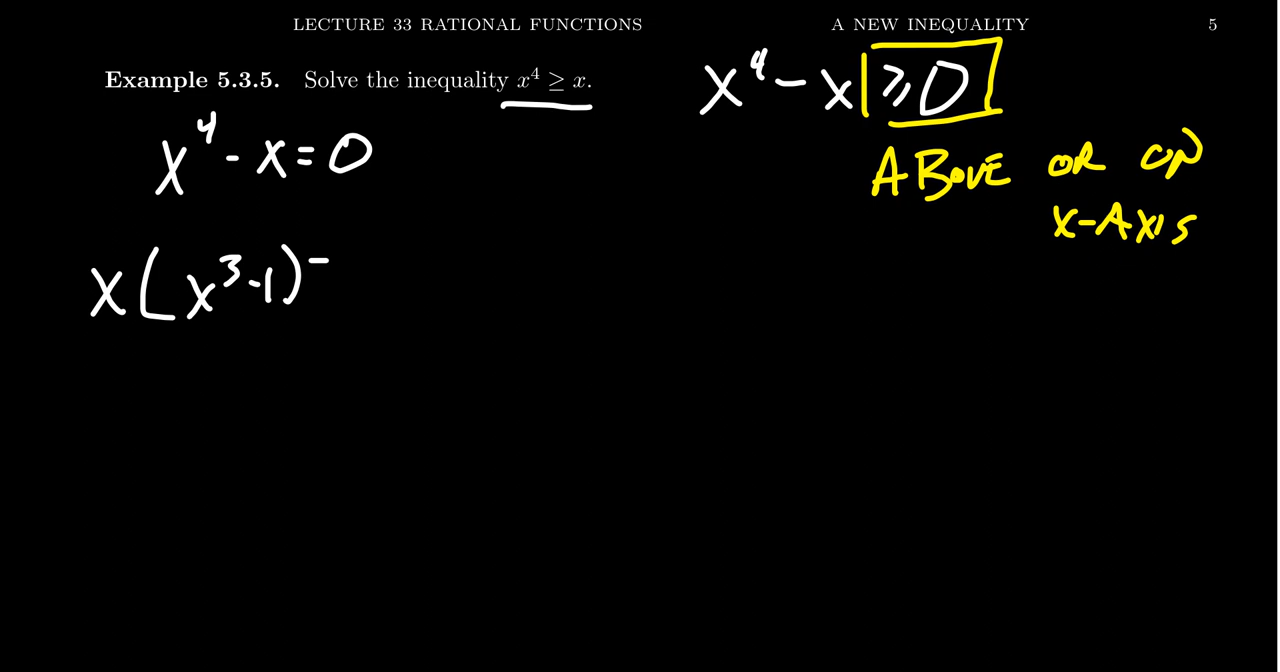 LECTURE 33 RATIONAL FUNCTIONS A NEW INEQUALITY 5
Example 5.3.5. Solve the inequality x⁴ ≥ x.
x⁴ - x ≥ 0
x⁴ - x = 0
ABOVE OR ON
X-AXIS
x(x³-1) -